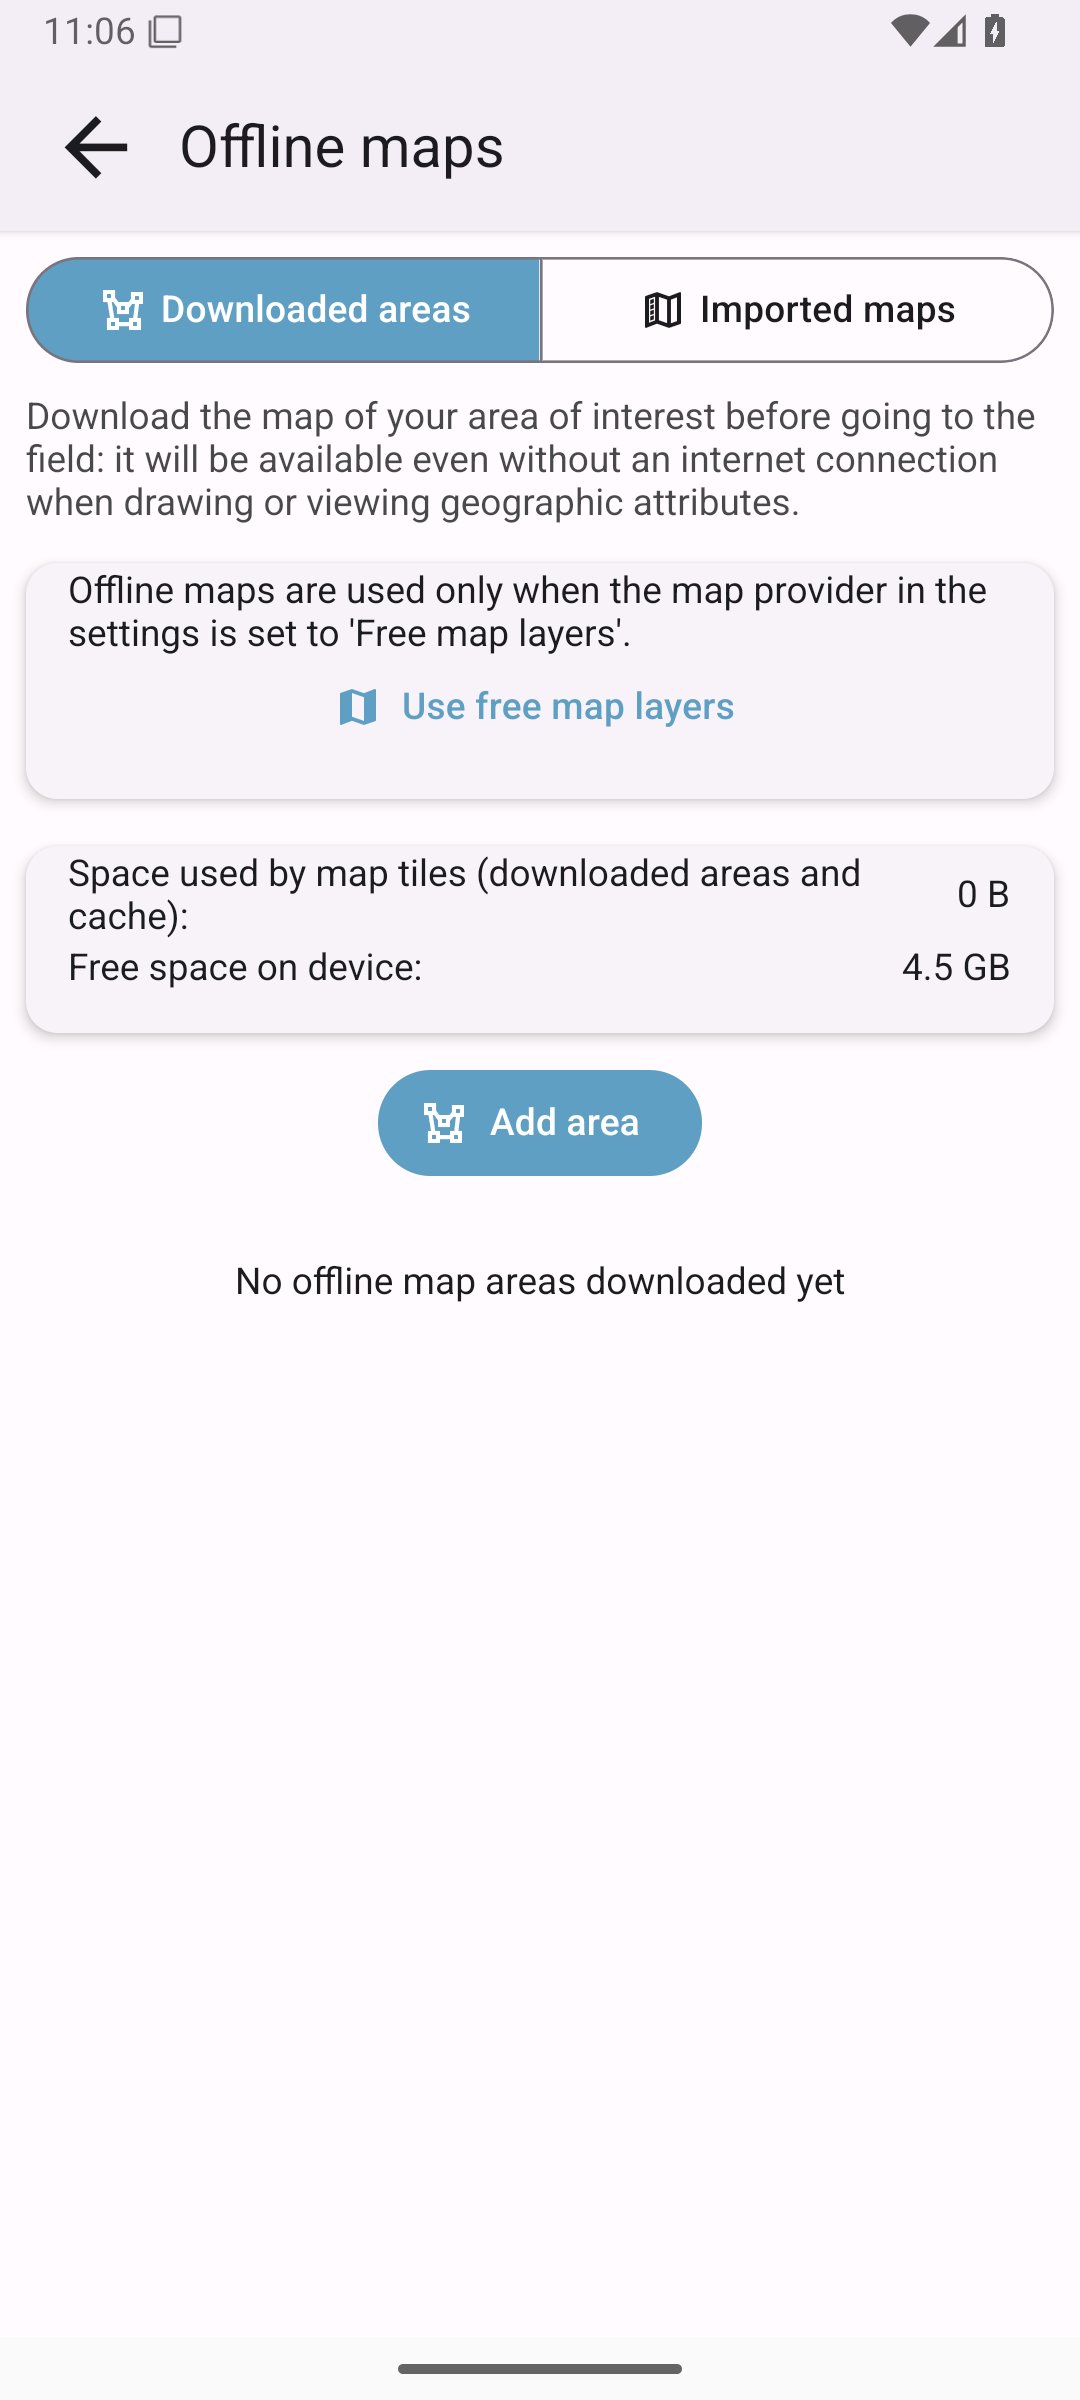 11:06
Offline maps
Downloaded areas
Imported maps
Download the map of your area of interest before going to the
field: it will be available even without an internet connection
when drawing or viewing geographic attributes.
Offline maps are used only when the map provider in the
settings is set to 'Free map layers'.
Use free map layers
Space used by map tiles (downloaded areas and
cache):
0 B
Free space on device:
4.5 GB
Add area
No offline map areas downloaded yet